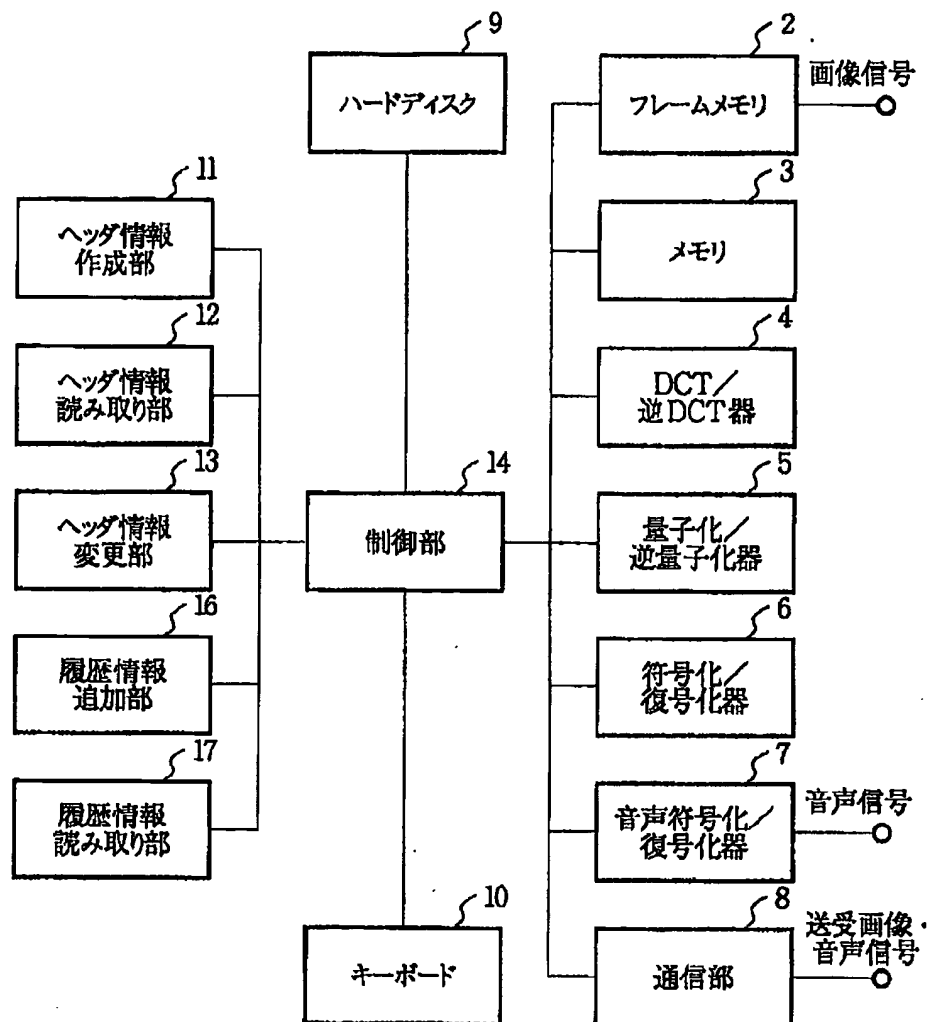 9
ハードディスク
2
フレームメモリ
画像信号
11
ヘッダ情報
作成部
3
メモリ
12
ヘッダ情報
読み取り部
4
DCT／
逆DCT器
13
ヘッダ情報
変更部
14
制御部
5
量子化／
逆量子化器
16
履歴情報
追加部
6
符号化／
復号化器
17
履歴情報
読み取り部
7
音声符号化／
復号化器
音声信号
10
キーボード
8
通信部
送受画像・
音声信号